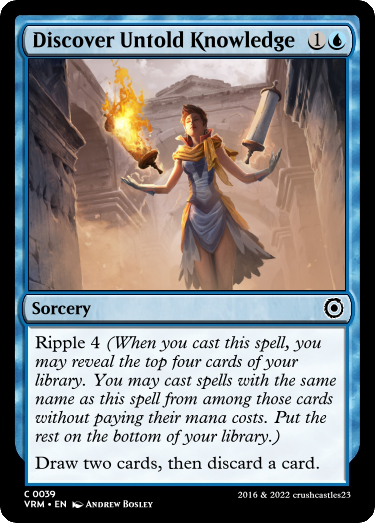 Discover Untold Knowledge 1
Sorcery
Ripple 4 (When you cast this spell, you
may reveal the top four cards of your
library. You may cast spells with the same
name as this spell from among those cards
without paying their mana costs. Put the
rest on the bottom of your library.)
Draw two cards, then discard a card.
C 0039
VRM • EN Andrew Bosley
2016 & 2022 crushcastles23